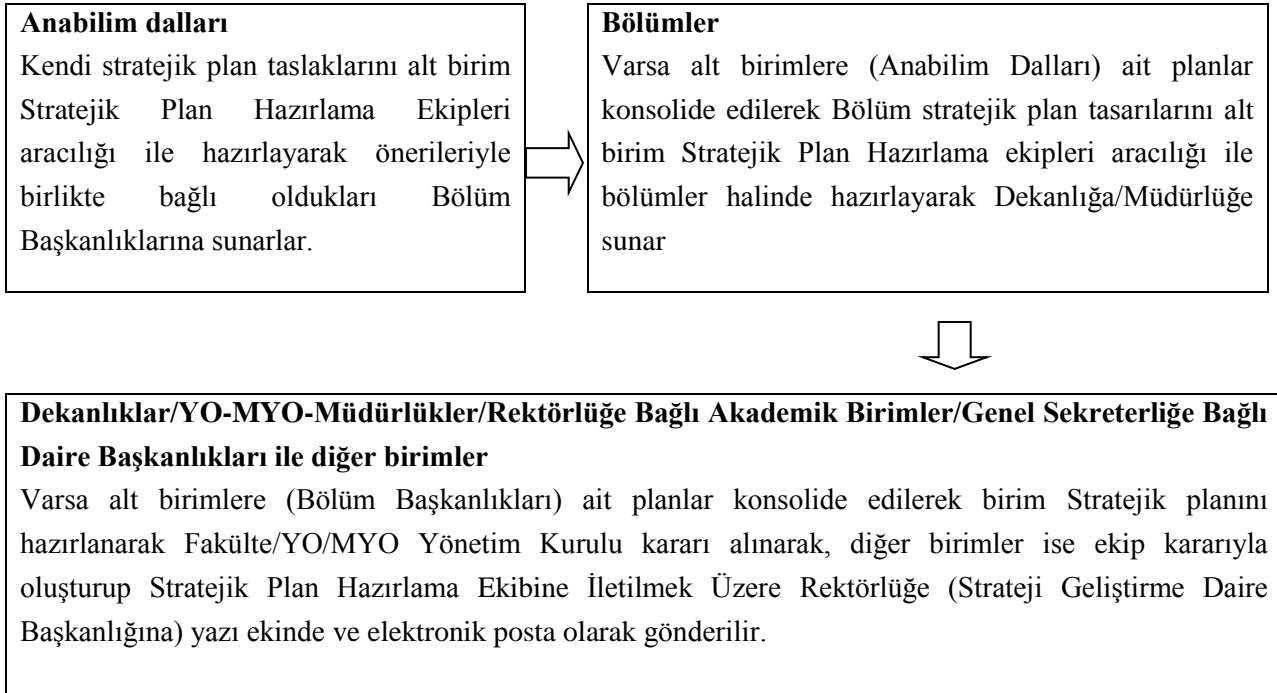 Anabilim dalları
Kendi stratejik plan taslaklarını alt birim
Stratejik Plan Hazırlama Ekipleri
aracılığı ile hazırlayarak önerileriyle
birlikte bağlı oldukları Bölüm
Başkanlıklarına sunarlar.
Bölümler
Varsa alt birimlere (Anabilim Dalları) ait planlar
konsolide edilerek Bölüm stratejik plan tasarılarını alt
birim Stratejik Plan Hazırlama ekipleri aracılığı ile
bölümler halinde hazırlayarak Dekanlığa/Müdürlüğe
sunar
Dekanlıklar/YO-MYO-Müdürlükler/Rektörlüğe Bağlı Akademik Birimler/Genel Sekreterliğe Bağlı
Daire Başkanlıkları ile diğer birimler
Varsa alt birimlere (Bölüm Başkanlıkları) ait planlar konsolide edilerek birim Stratejik planını
hazırlanarak Fakülte/YO/MYO Yönetim Kurulu kararı alınarak, diğer birimler ise ekip kararıyla
oluşturup Stratejik Plan Hazırlama Ekibine İletilmek Üzere Rektörlüğe (Strateji Geliştirme Daire
Başkanlığına) yazı ekinde ve elektronik posta olarak gönderilir.